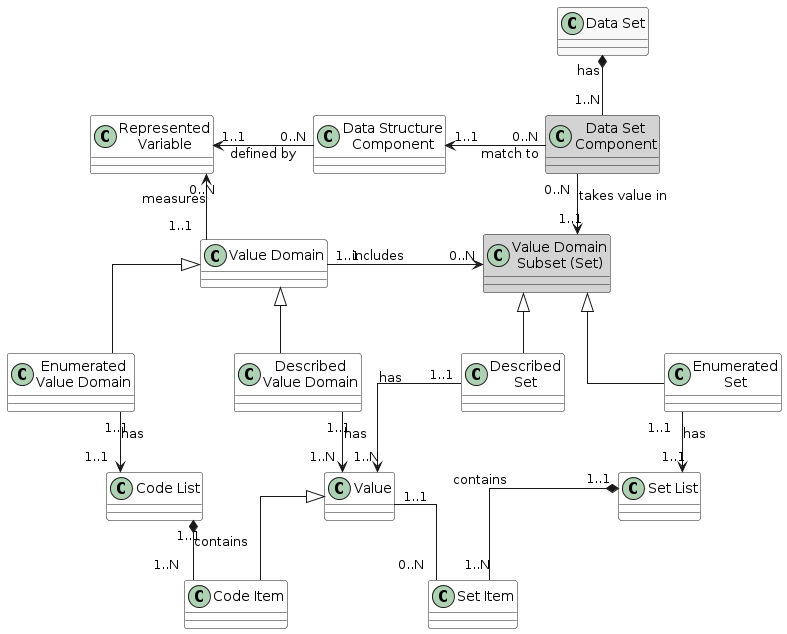 C Data Set
has
1..N
C Represented
Variable
1..1
0..N
defined by
C Data Structure
Component
1..1
0..N
match to
C Data Set
Component
0..N
measures
1..1
0..N
takes value in
1..1
C Value Domain
1..1
includes
0..N
C Value Domain
Subset (Set)
C Enumerated
Value Domain
C Described
Value Domain
has
1..1
C Described
Set
C Enumerated
Set
1..1
has
1..1
1..1
has
1..N
1..N
1..1
has
1..1
C Code List
C Value
contains
1..1
C Set List
1..1
contains
1..N
1..1
0..N
1..N
C Code Item
C Set Item